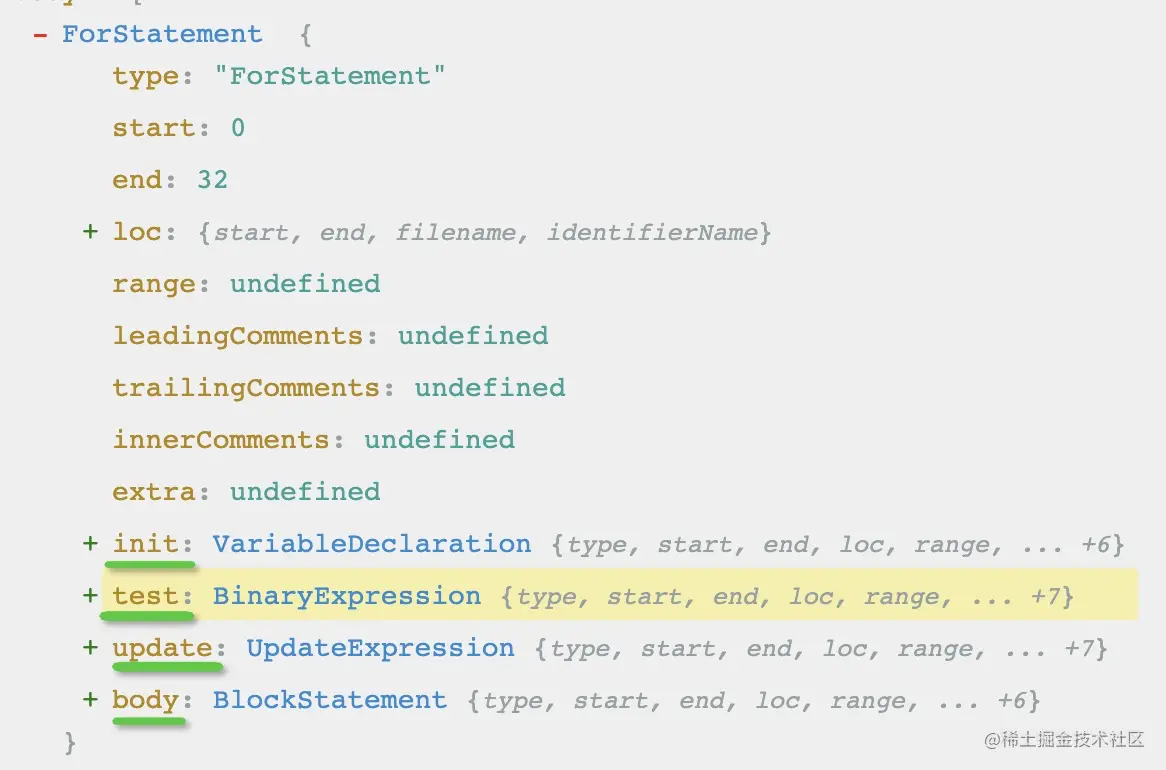 - ForStatement {
type: "ForStatement"
start: 0
end: 32
+ loc: {start, end, filename, identifierName}
range: undefined
leadingComments: undefined
trailingComments: undefined
innerComments: undefined
extra: undefined
+ init: VariableDeclaration {type, start, end, loc, range, ... +6}
+ test: BinaryExpression {type, start, end, loc, range, ... +7}
+ update: UpdateExpression {type, start, end, loc, range, ... +7}
+ body: BlockStatement {type, start, end, loc, range, ... +6}
}
@稀土掘金技术社区